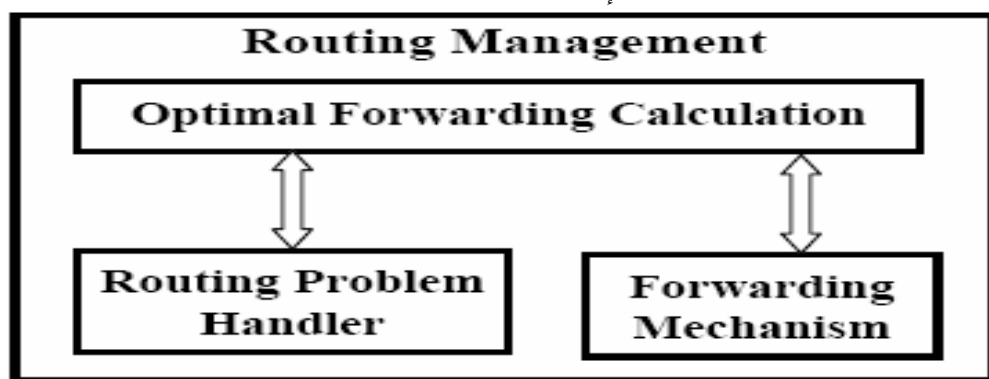 Routing Management
Optimal Forwarding Calculation
Routing Problem
Handler
Forwarding
Mechanism